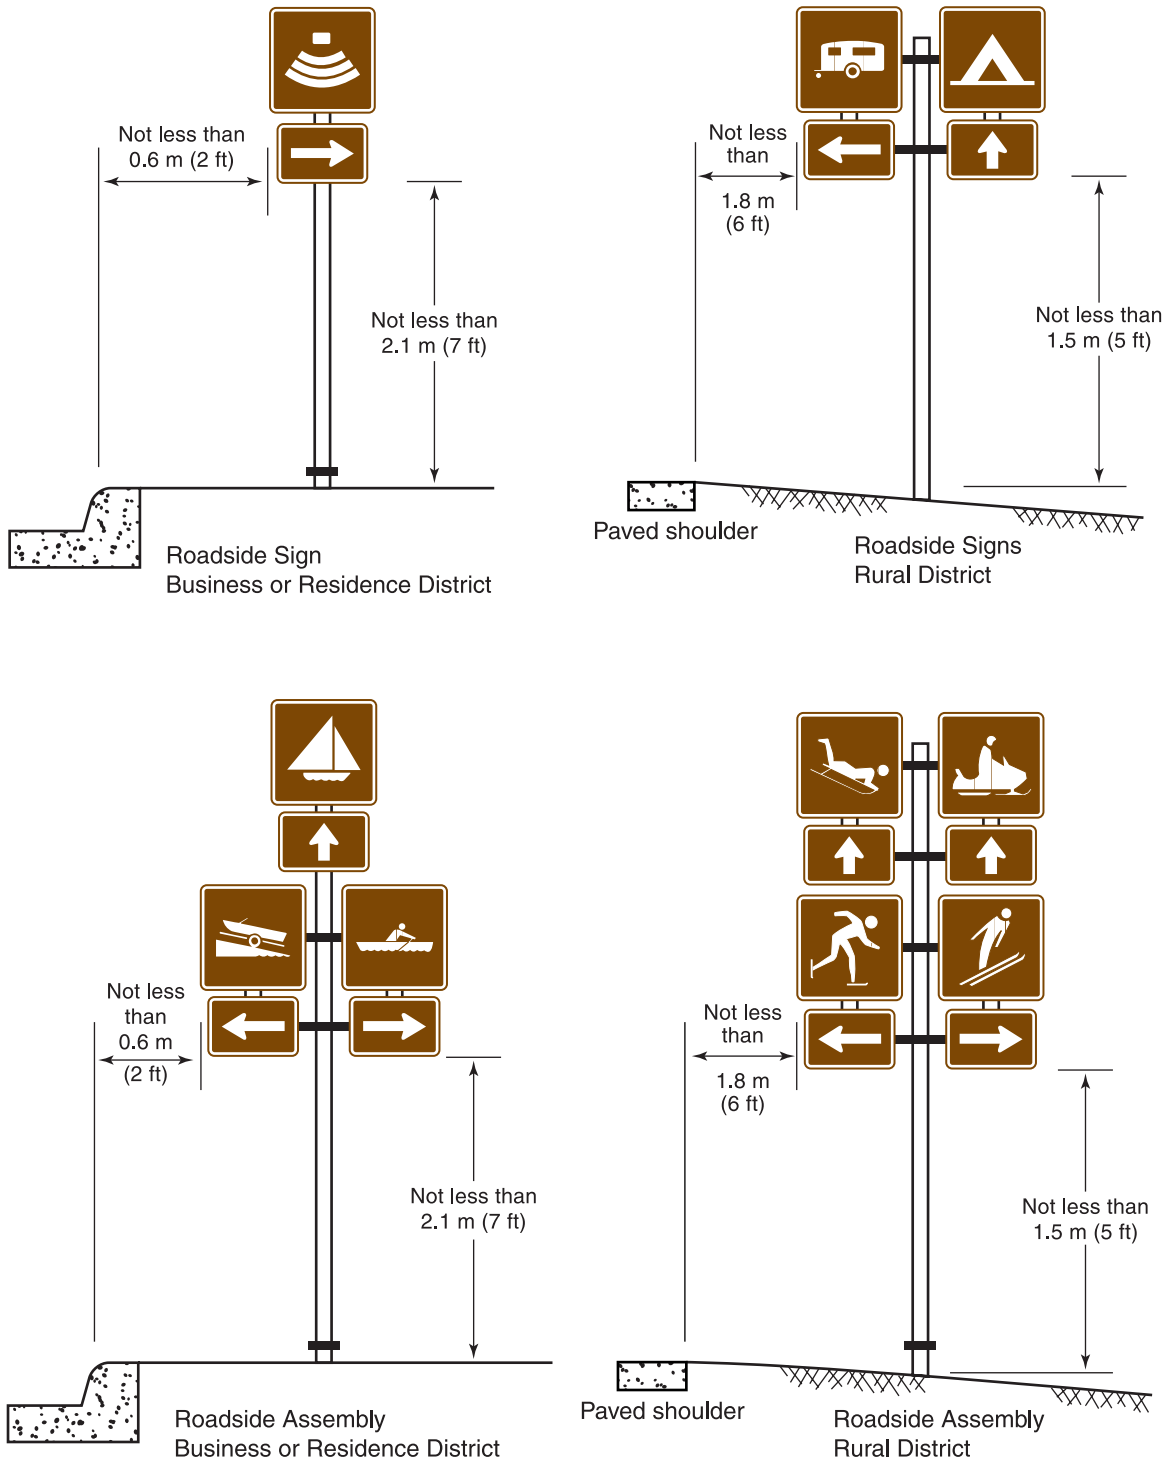 Not less than
0.6 m (2 ft)
Not less than
2.1 m (7 ft)
Roadside Sign
Business or Residence District
Not less
than
1.8 m
(6 ft)
Not less than
1.5 m (5 ft)
Paved shoulder
Roadside Signs
Rural District
Not less
than
0.6 m
(2 ft)
Not less than
2.1 m (7 ft)
Roadside Assembly
Business or Residence District
Not less
than
1.8 m
(6 ft)
Not less than
1.5 m (5 ft)
Paved shoulder
Roadside Assembly
Rural District